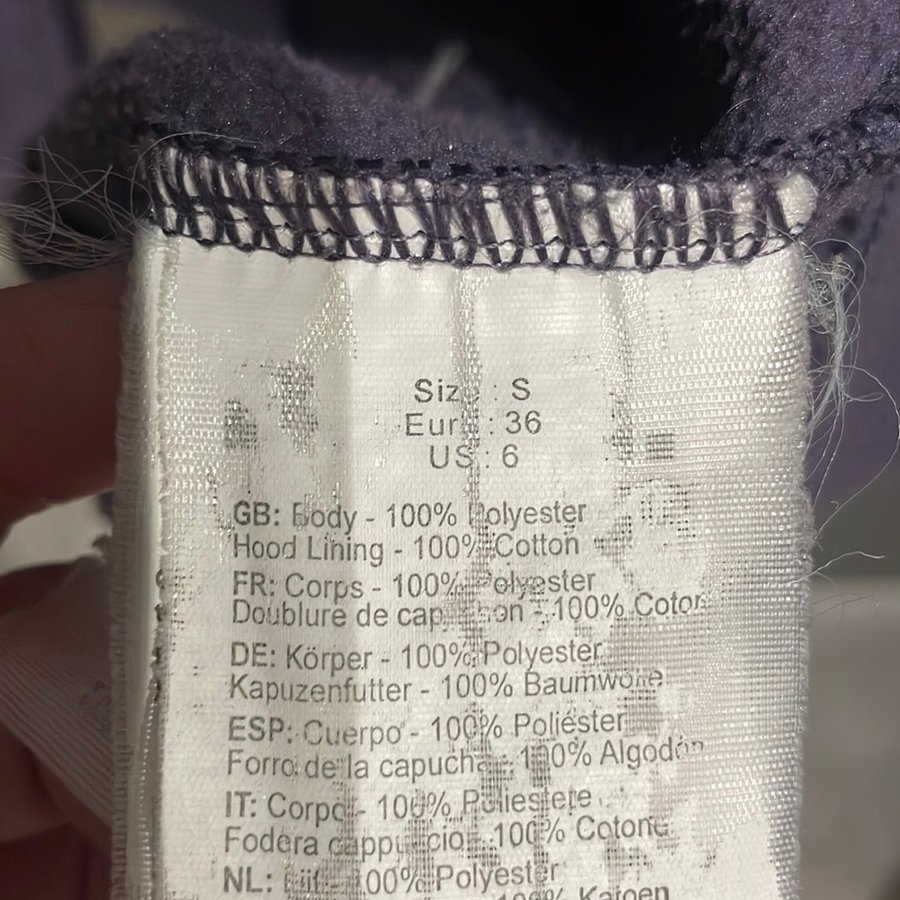 Size : S
Euro : 36
US : 6
GB: Body - 100% Polyester
Hood Lining - 100% Cotton
FR: Corps - 100% Polyester
Doublure de capuchon - 100% Coton
DE: Körper - 100% Polyester
Kapuzenfutter - 100% Baumwolle
ESP: Cuerpo - 100% Poliéster
Forro de la capucha - 100% Algodón
IT: Corpo - 100% Poliestere
Fodera cappuccio - 100% Cotone
NL: Lijf - 100% Polyester
100% Katoen